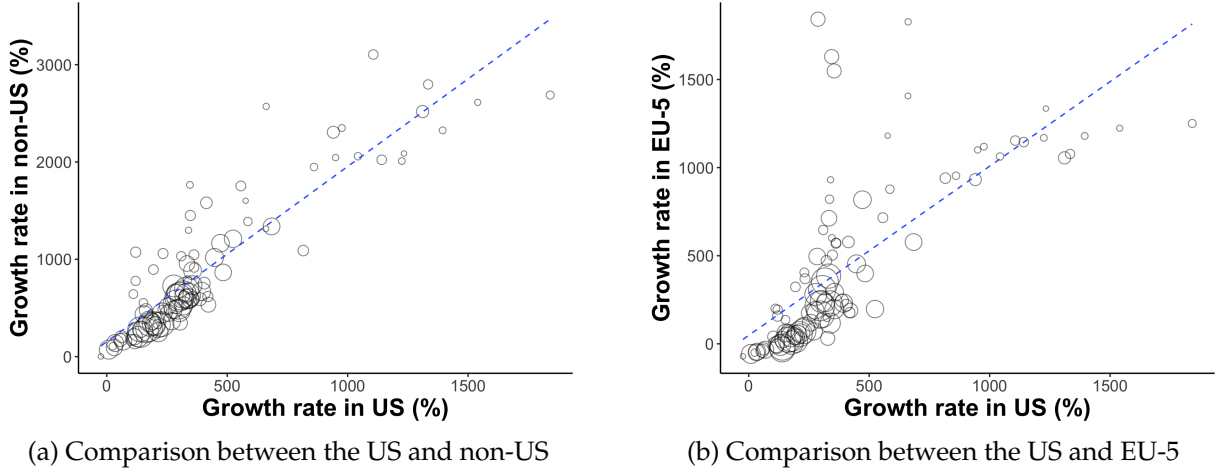 Growth rate in non-US (%)
3000
2000
1000
0
0 500 1000 1500
Growth rate in US (%)
(a) Comparison between the US and non-US
Growth rate in EU-5 (%)
1500
1000
500
0
0 500 1000 1500
Growth rate in US (%)
(b) Comparison between the US and EU-5